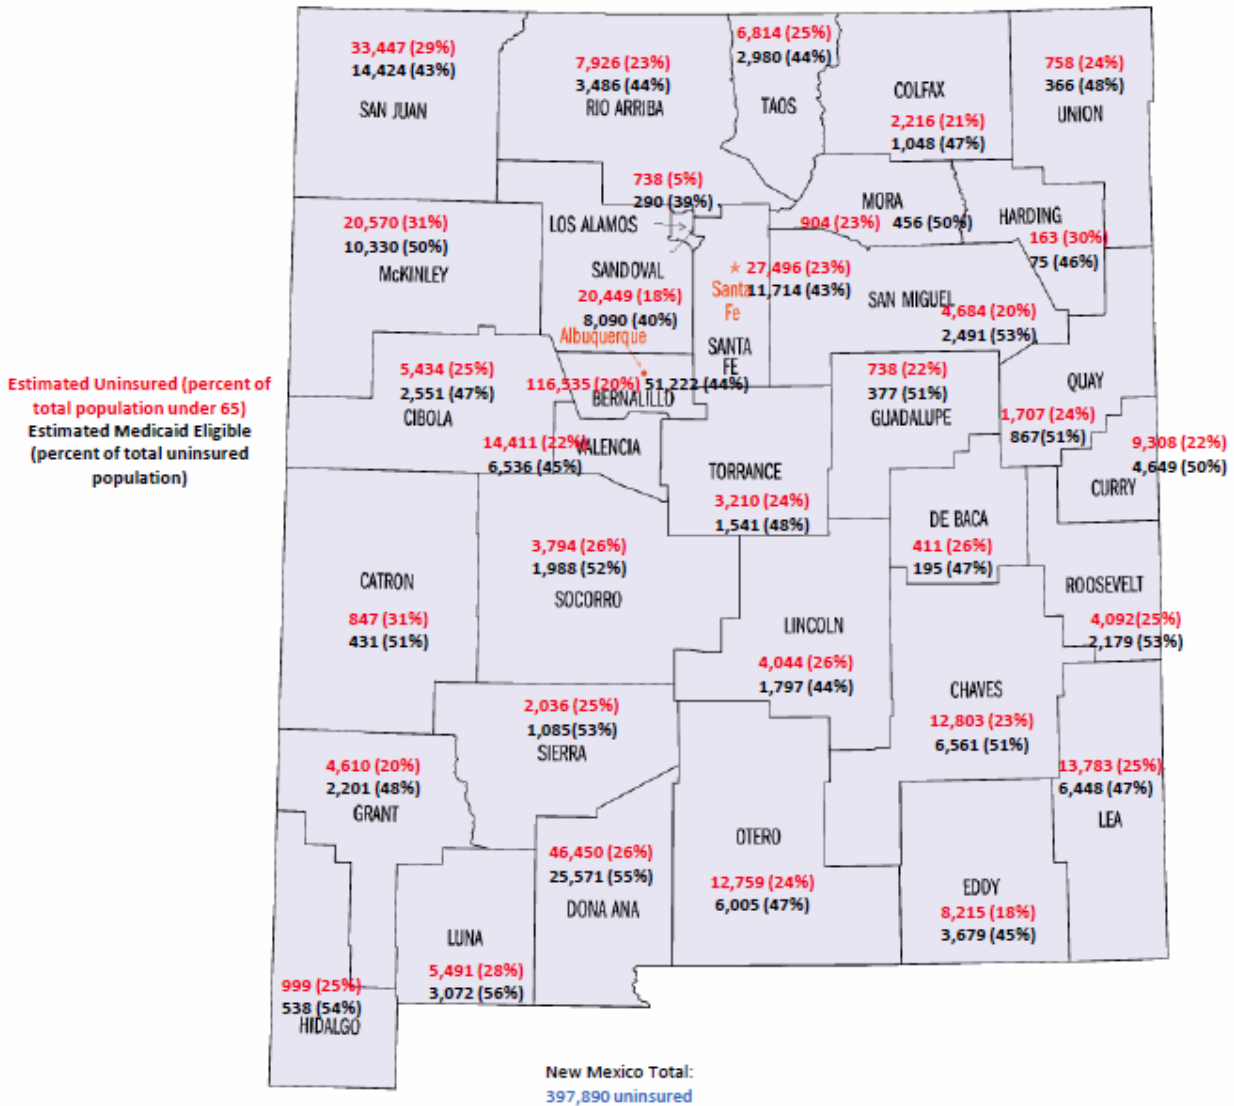 33,447 (29%)
14,424 (43%)
SAN JUAN
7,926 (23%)
3,486 (44%)
RIO ARRIBA
6,814 (25%)
2,980 (44%)
TAOS
COLFAX
2,216 (21%)
1,048 (47%)
758 (24%)
366 (48%)
UNION
738 (5%)
290 (39%)
LOS ALAMOS
MORA
904 (23%)
456 (50%)
HARDING
163 (30%)
75 (46%)
20,570 (31%)
10,330 (50%)
McKINLEY
SANDOVAL
20,449 (18%)
8,090 (40%)
27,496 (23%)
11,714 (43%)
Santa
Fe
SANTA
FE
SAN MIGUEL
4,684 (20%)
2,491 (53%)
Albuquerque
116,535 (20%) 51,222 (44%)
BERNALILLO
5,434 (25%)
2,551 (47%)
CIBOLA
738 (22%)
377 (51%)
GUADALUPE
QUAY
1,707 (24%)
867(51%)
9,308 (22%)
4,649 (50%)
CURRY
Estimated Uninsured (percent of
total population under 65)
Estimated Medicaid Eligible
(percent of total uninsured
population)
14,411 (22%)
VALENCIA
6,536 (45%)
TORRANCE
3,210 (24%)
1,541 (48%)
DE BACA
411 (26%)
195 (47%)
3,794 (26%)
1,988 (52%)
SOCORRO
CATRON
847 (31%)
431 (51%)
ROOSEVELT
4,092(25%)
2,179 (53%)
LINCOLN
4,044 (26%)
1,797 (44%)
CHAVES
12,803 (23%)
6,561 (51%)
2,036 (25%)
1,085(53%)
SIERRA
4,610 (20%)
2,201 (48%)
GRANT
13,783 (25%)
6,448 (47%)
LEA
OTERO
12,759 (24%)
6,005 (47%)
46,450 (26%)
25,571 (55%)
DONA ANA
EDDY
8,215 (18%)
3,679 (45%)
LUNA
5,491 (28%)
3,072 (56%)
999 (25%)
538 (54%)
HIDALGO
New Mexico Total:
397,890 uninsured